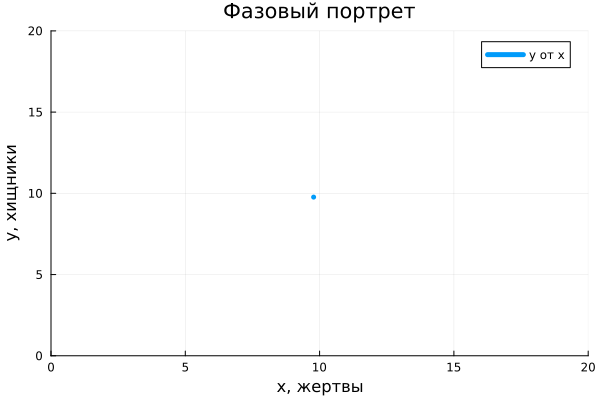 Фазовый портрет
y от x
y, хищники
20
15
10
5
0
0 5 10 15 20
x, жертвы